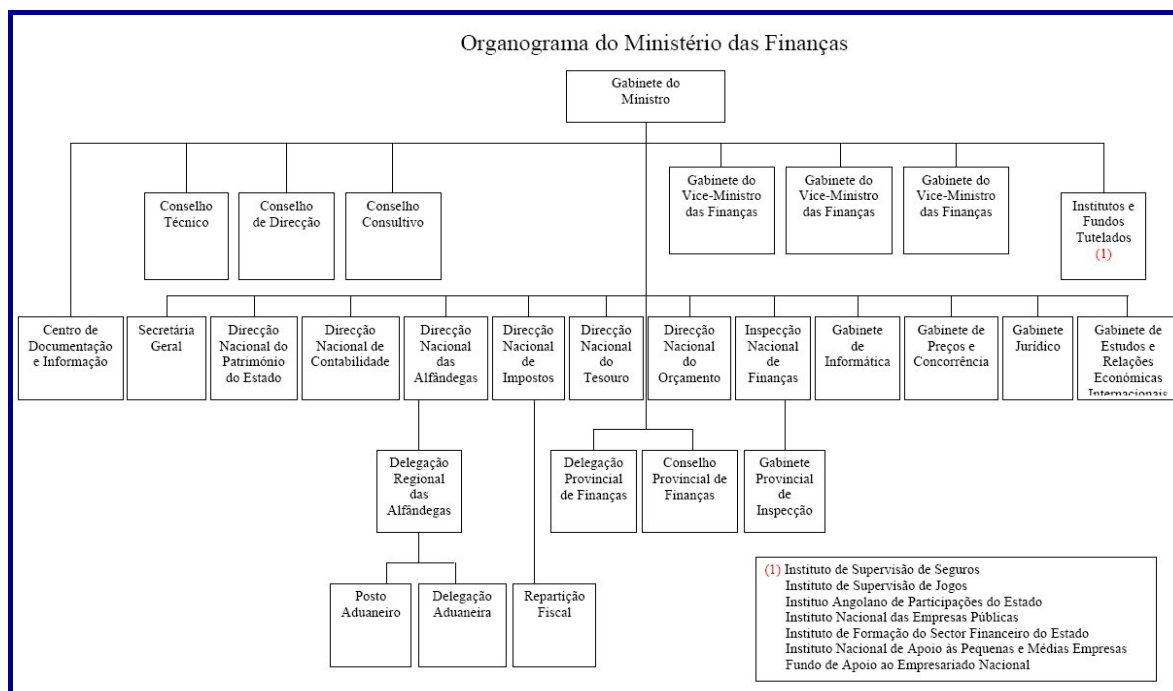 Organograma do Ministério das Finanças
Gabinete do
Ministro
Conselho
Técnico
Conselho
de Direcção
Conselho
Consultivo
Gabinete do
Vice-Ministro
das Finanças
Gabinete do
Vice-Ministro
das Finanças
Gabinete do
Vice-Ministro
das Finanças
Institutos e
Fundos
Tutelados
(1)
Centro de
Documentação
e Informação
Secretária
Geral
Direcção
Nacional do
Património
do Estado
Direcção
Nacional de
Contabilidade
Direcção
Nacional
das
Alfândegas
Direcção
Nacional
de
Impostos
Direcção
Nacional
do
Tesouro
Direcção
Nacional
do
Orçamento
Inspecção
Nacional
de
Finanças
Gabinete
de
Informática
Gabinete de
Preços e
Concorrência
Gabinete
Jurídico
Gabinete de
Estudos e
Relações
Económicas
Internacionais
Delegação
Regional
das
Alfândegas
Delegação
Provincial
de Finanças
Conselho
Provincial de
Finanças
Gabinete
Provincial
de
Inspecção
Posto
Aduaneiro
Delegação
Aduaneira
Repartição
Fiscal
(1) Instituto de Supervisão de Seguros
Instituto de Supervisão de Jogos
Instituo Angolano de Participações do Estado
Instituto Nacional das Empresas Públicas
Instituto de Formação do Sector Financeiro do Estado
Instituto Nacional de Apoio às Pequenas e Médias Empresas
Fundo de Apoio ao Empresariado Nacional